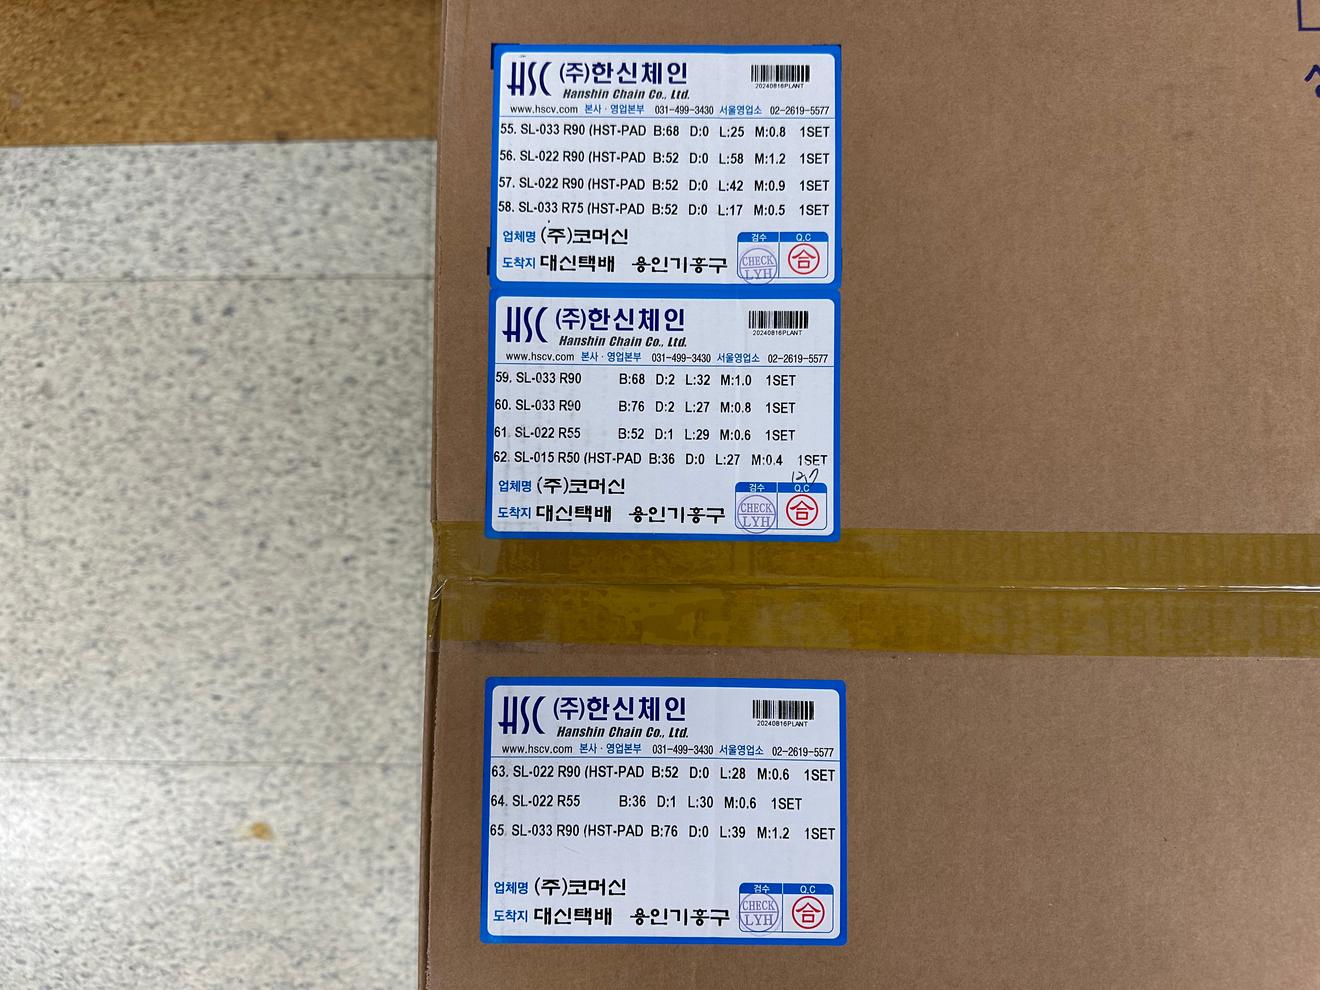 HSC (주)한신체인
Hanshin Chain Co., Ltd.
20240816PLANT
www.hscv.com 본사 · 영업본부 031-499-3430 서울영업소 02-2619-5577
55. SL-033 R90 (HST-PAD B:68 D:0 L:25 M:0.8 1SET
56. SL-022 R90 (HST-PAD B:52 D:0 L:58 M:1.2 1SET
57. SL-022 R90 (HST-PAD B:52 D:0 L:42 M:0.9 1SET
58. SL-033 R75 (HST-PAD B:52 D:0 L:17 M:0.5 1SET
업체명 (주)코머신
검수 Q.C
도착지 대신택배 용인기흥구
CHECK
LYH
合
HSC (주)한신체인
Hanshin Chain Co., Ltd.
20240816PLANT
www.hscv.com 본사 · 영업본부 031-499-3430 서울영업소 02-2619-5577
59. SL-033 R90 B:68 D:2 L:32 M:1.0 1SET
60. SL-033 R90 B:76 D:2 L:27 M:0.8 1SET
61. SL-022 R55 B:52 D:1 L:29 M:0.6 1SET
62. SL-015 R50 (HST-PAD B:36 D:0 L:27 M:0.4 1SET
업체명 (주)코머신
검수 Q.C
도착지 대신택배 용인기흥구
CHECK
LYH
合
HSC (주)한신체인
Hanshin Chain Co., Ltd.
20240816PLANT
www.hscv.com 본사 · 영업본부 031-499-3430 서울영업소 02-2619-5577
63. SL-022 R90 (HST-PAD B:52 D:0 L:28 M:0.6 1SET
64. SL-022 R55 B:36 D:1 L:30 M:0.6 1SET
65. SL-033 R90 (HST-PAD B:76 D:0 L:39 M:1.2 1SET
업체명 (주)코머신
검수 Q.C
도착지 대신택배 용인기흥구
CHECK
LYH
合